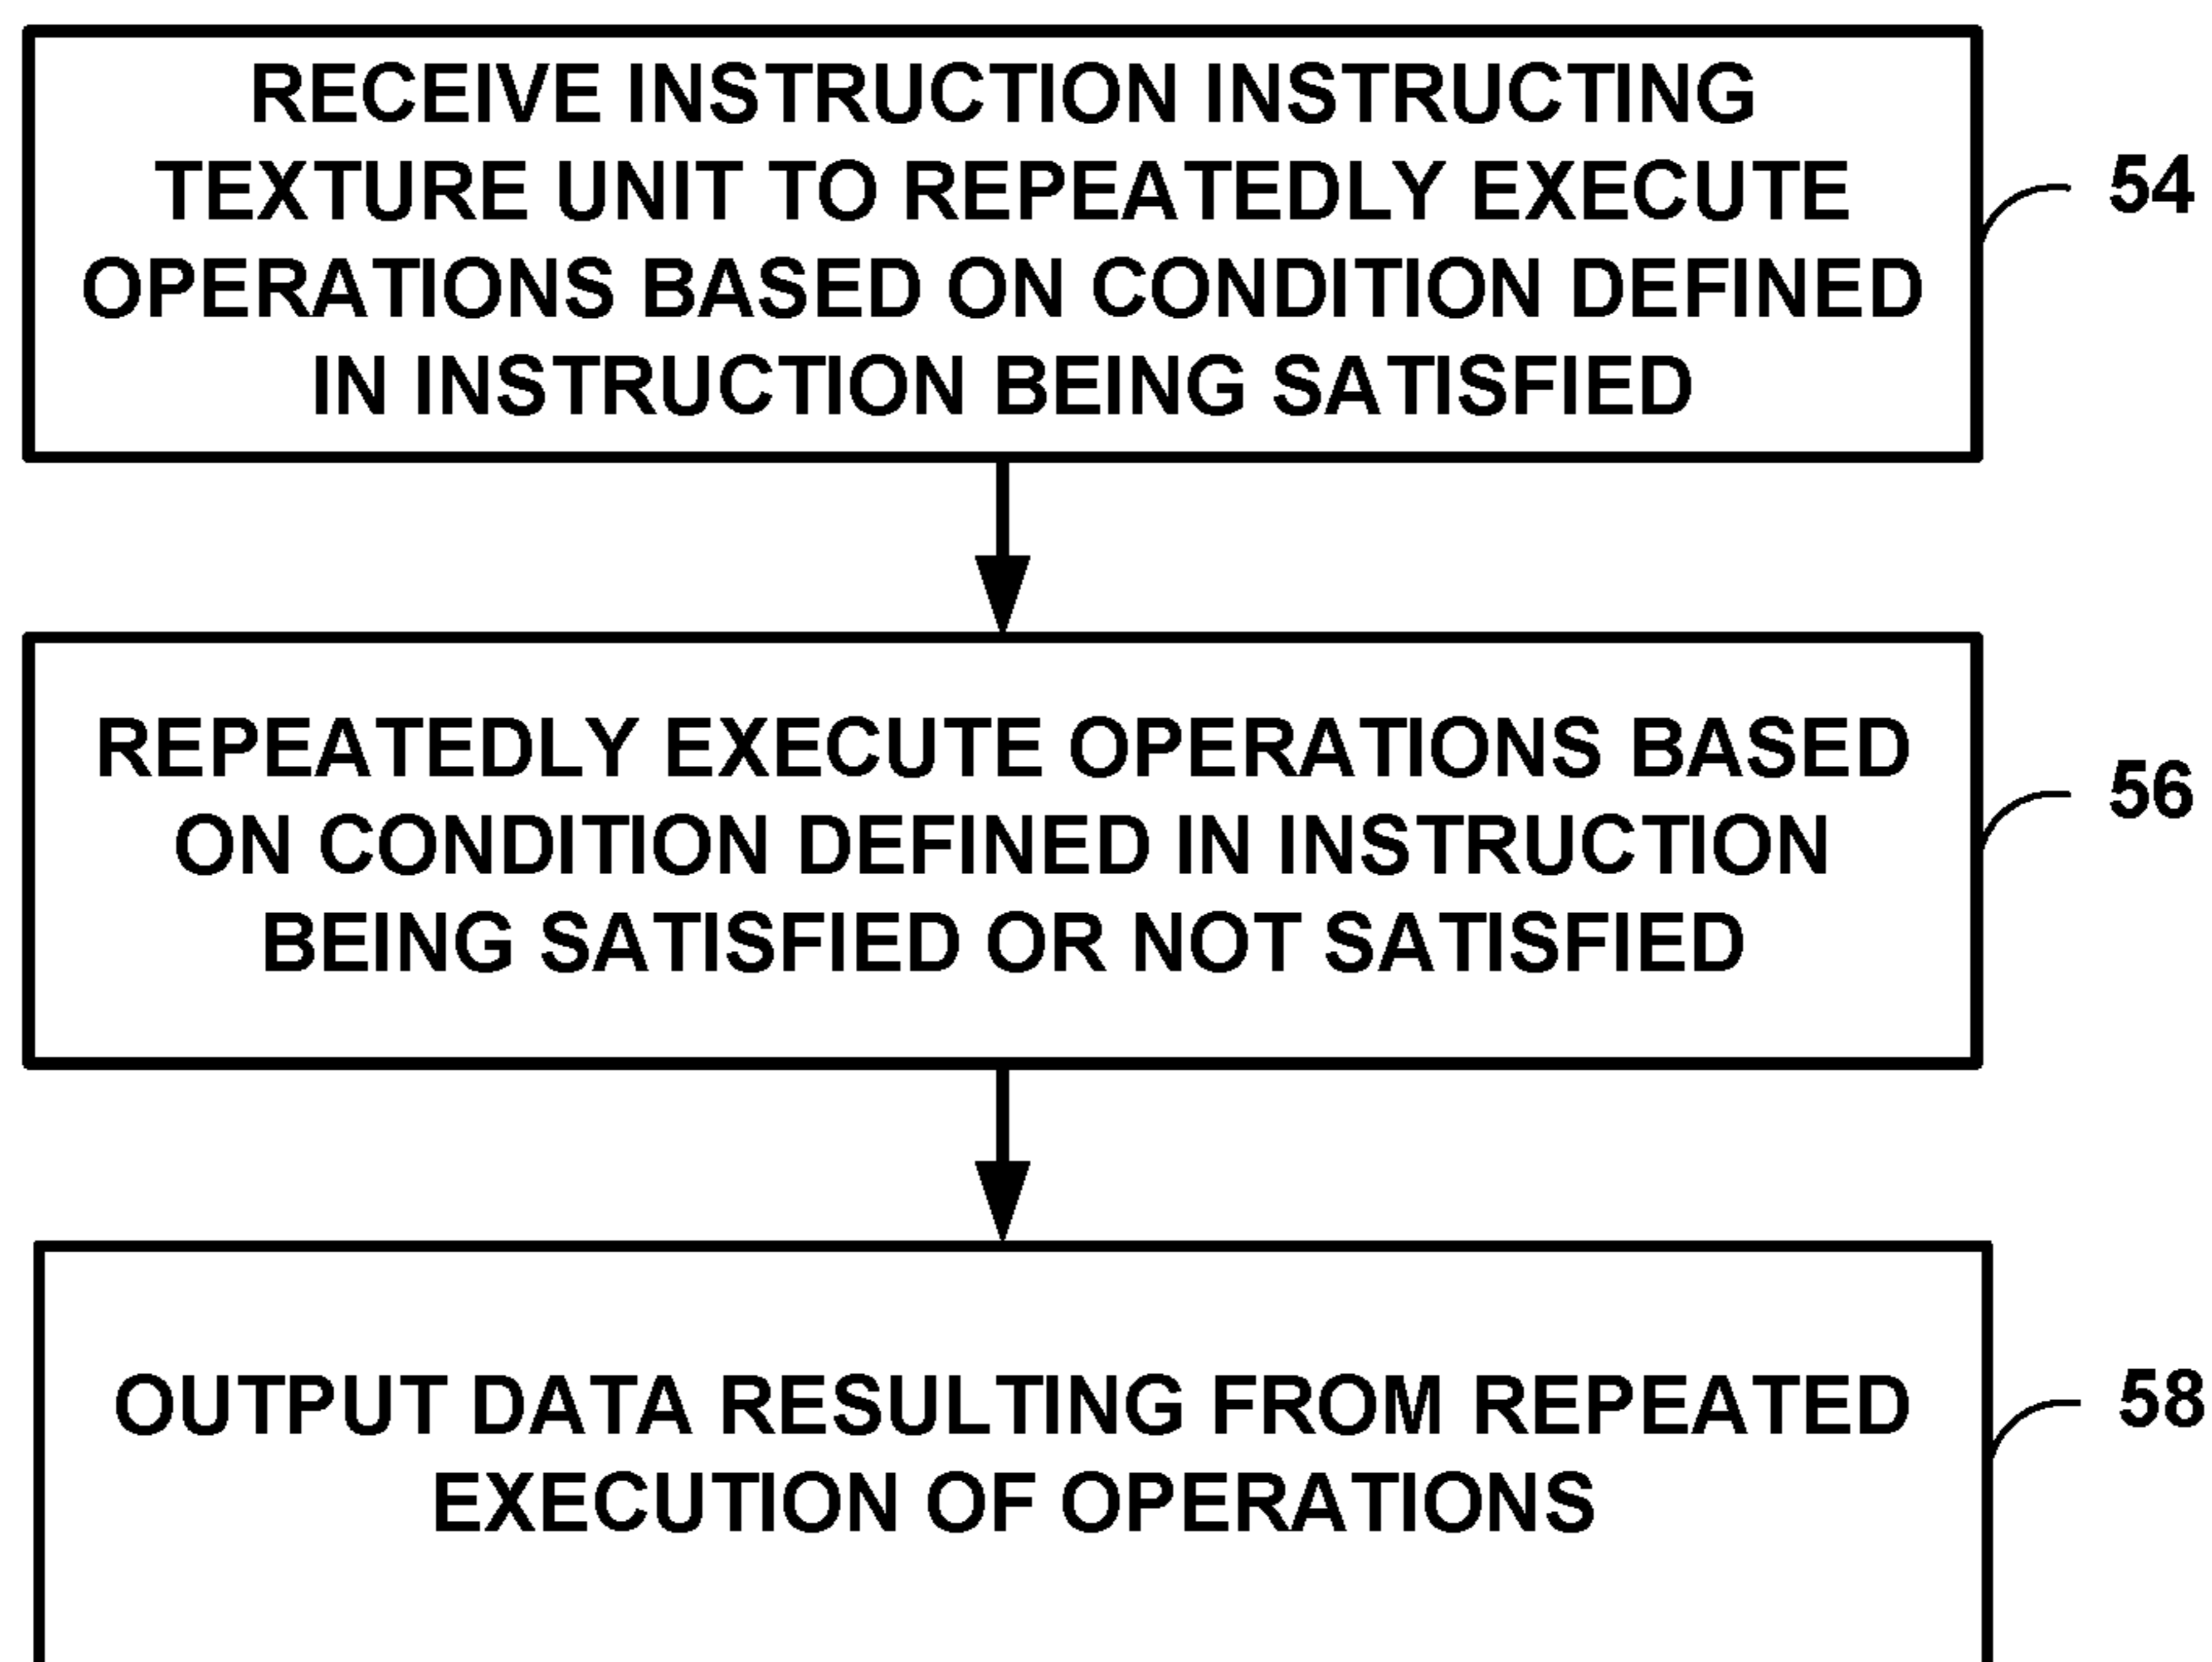 RECEIVE INSTRUCTION INSTRUCTING
TEXTURE UNIT TO REPEATEDLY EXECUTE
OPERATIONS BASED ON CONDITION DEFINED
IN INSTRUCTION BEING SATISFIED
54
REPEATEDLY EXECUTE OPERATIONS BASED
ON CONDITION DEFINED IN INSTRUCTION
BEING SATISFIED OR NOT SATISFIED
56
OUTPUT DATA RESULTING FROM REPEATED
EXECUTION OF OPERATIONS
58